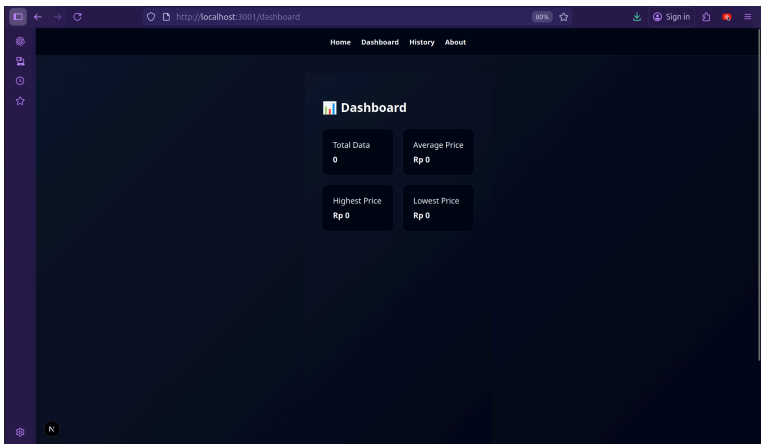 http://localhost:3001/dashboard
80%
Sign in
Home Dashboard History About
📊 Dashboard
Total Data
0
Average Price
Rp 0
Highest Price
Rp 0
Lowest Price
Rp 0
N